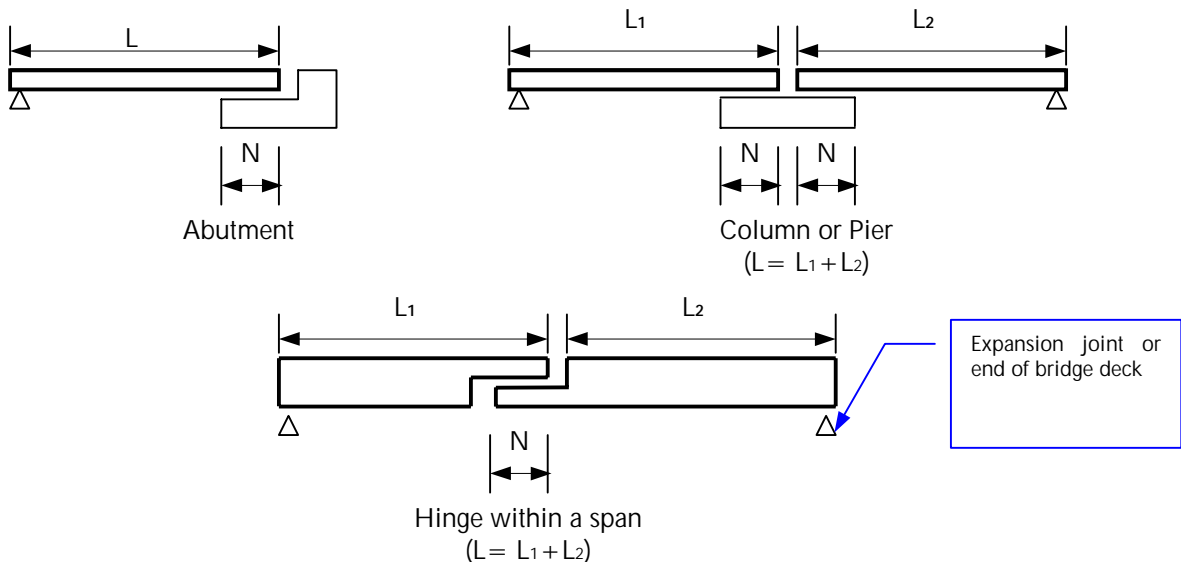 L
L₁
L₂
N
N
N
Abutment
Column or Pier
(L= L₁+L₂)
L₁
L₂
Expansion joint or
end of bridge deck
N
Hinge within a span
(L= L₁+L₂)